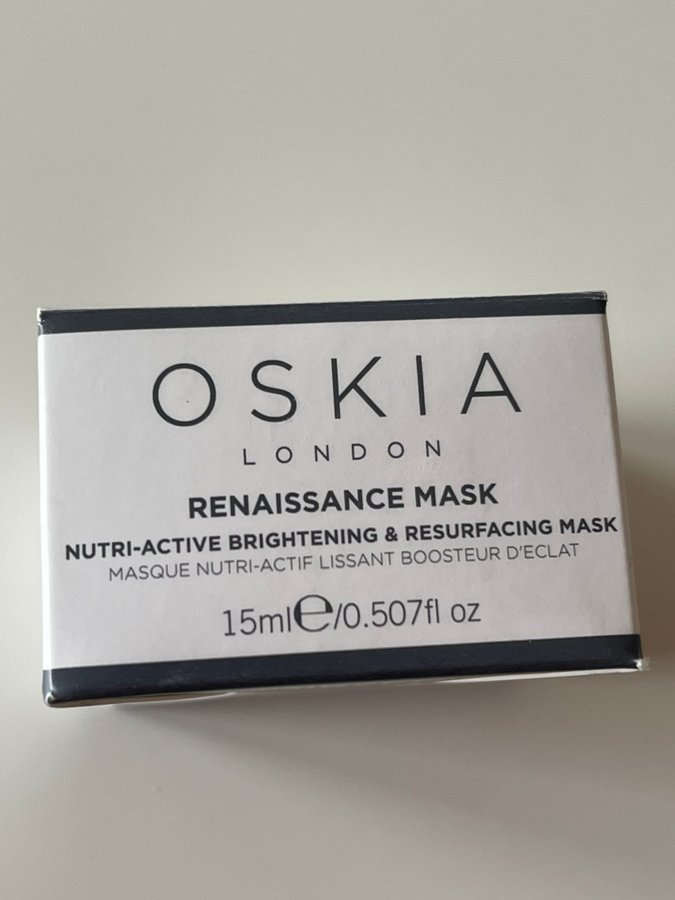 OSKIA
LONDON
RENAISSANCE MASK
NUTRI-ACTIVE BRIGHTENING & RESURFACING MASK
MASQUE NUTRI-ACTIF LISSANT BOOSTEUR D'ECLAT
15ml℮/0.507fl oz